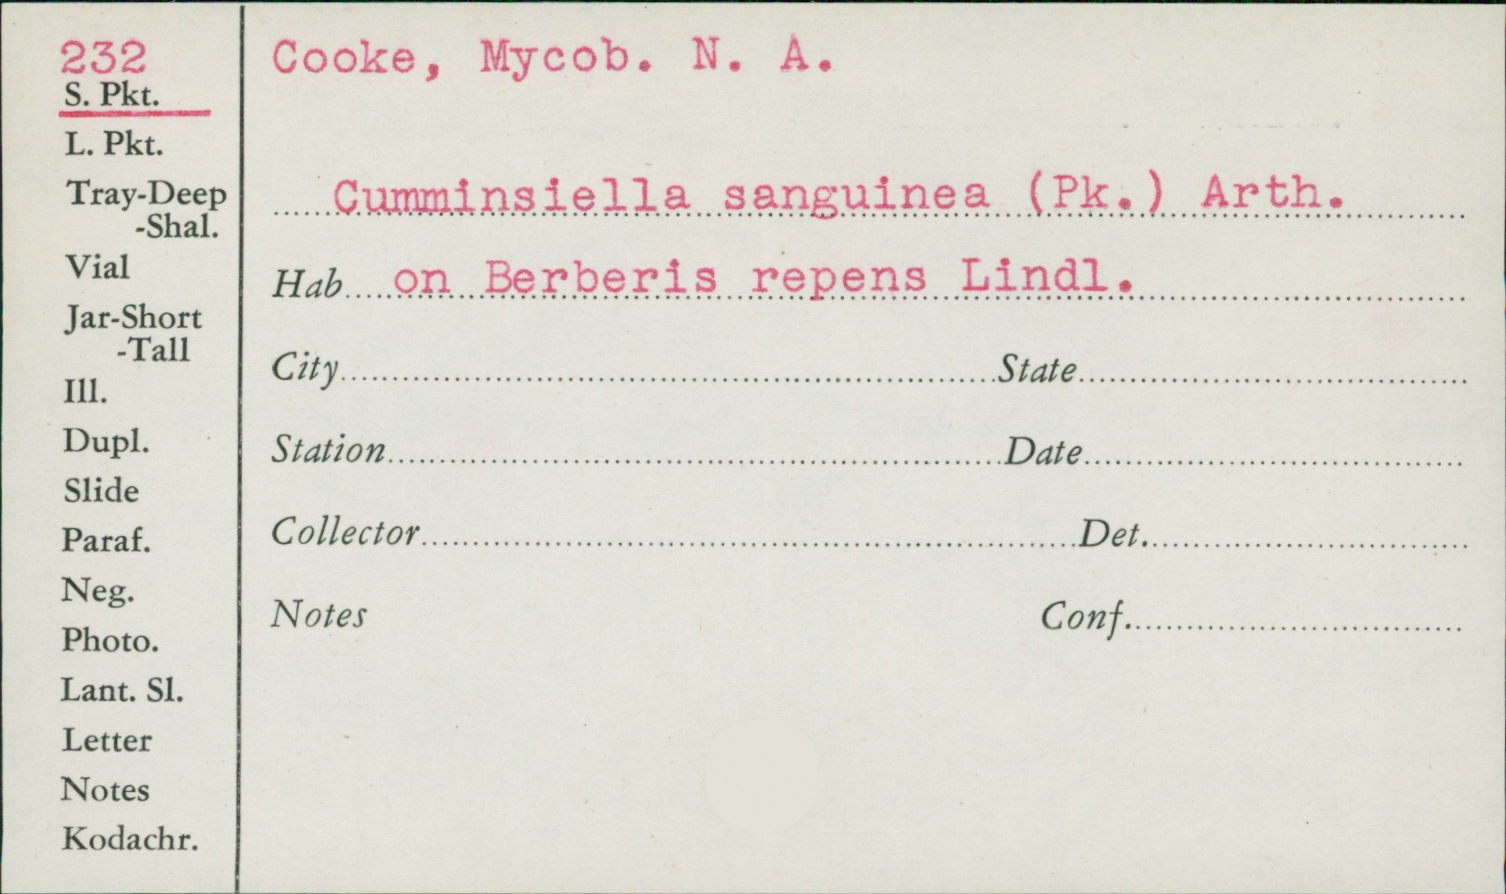 232
S. Pkt.
L. Pkt.
Tray-Deep
-Shal.
Vial
Jar-Short
-Tall
Ill.
Dupl.
Slide
Paraf.
Neg.
Photo.
Lant. Sl.
Letter
Notes
Kodachr.
Cooke, Mycob. N. A.
Cumminsiella sanguinea (Pk.) Arth.
Hab on Berberis repens Lindl.
City State
Station Date
Collector Det.
Notes Conf.